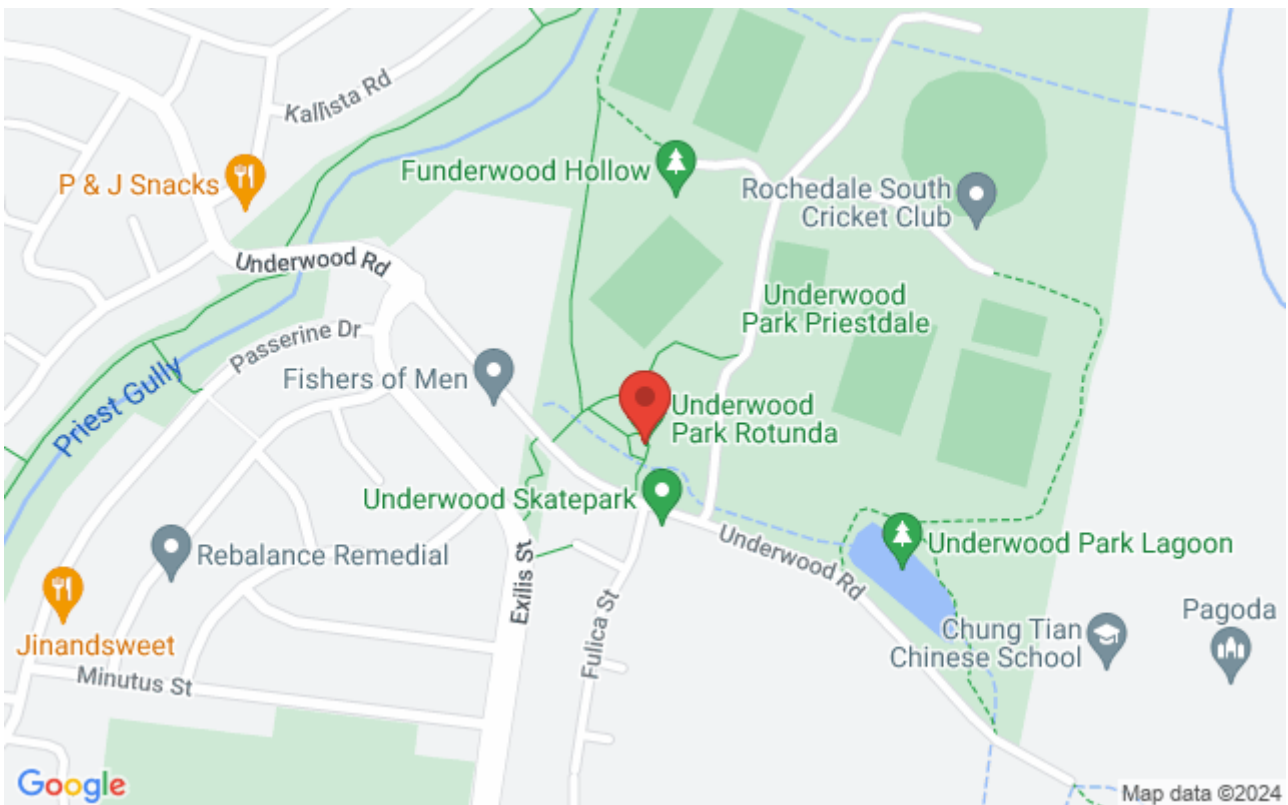 Kallista Rd
P & J Snacks
Funderwood Hollow
Rochedale South
Cricket Club
Underwood Rd
Underwood
Park Priestdale
Passerine Dr
Priest Gully
Fishers of Men
Underwood
Park Rotunda
Underwood Skatepark
Underwood Rd
Underwood Park Lagoon
Rebalance Remedial
Exilis St
Fulica St
Jinandsweet
Minutus St
Chung Tian
Chinese School
Pagoda
Google
Map data ©2024